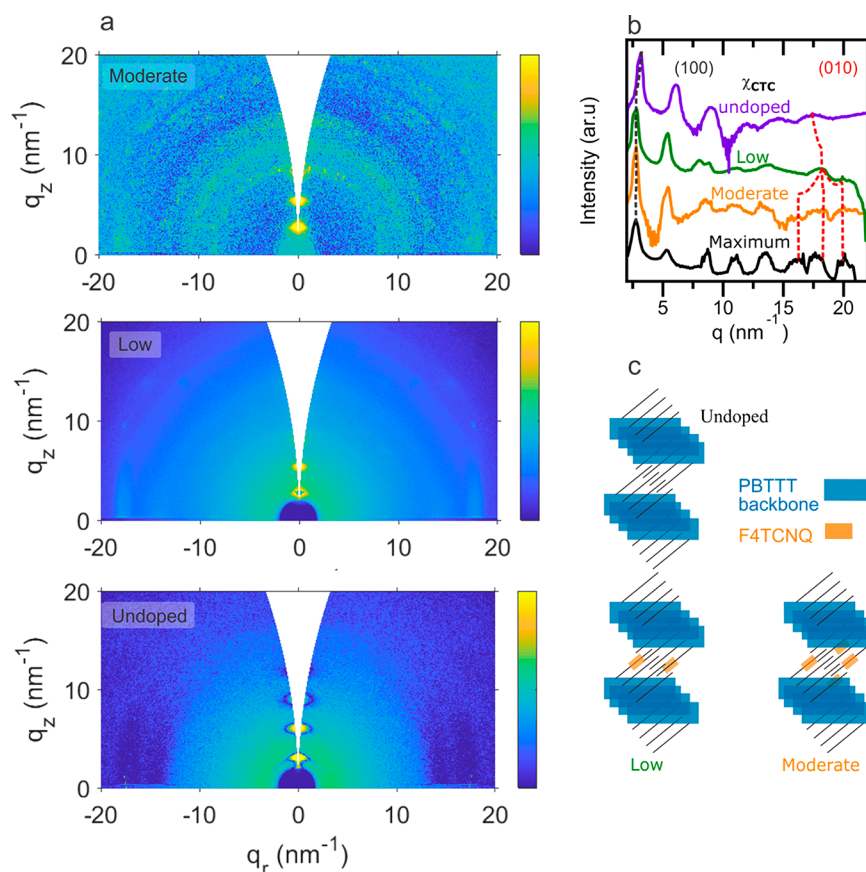 a
Moderate
20
10
0
-20
-10
0
10
20
q_z (nm⁻¹)
Low
20
10
0
-20
-10
0
10
20
q_z (nm⁻¹)
Undoped
20
10
0
-20
-10
0
10
20
q_z (nm⁻¹)
q_r (nm⁻¹)
b
(100)
(010)
χ_CTC
undoped
Low
Moderate
Maximum
Intensity (ar.u)
5
10
15
20
q (nm⁻¹)
c
Undoped
PBTTT
backbone
F4TCNQ
Low
Moderate